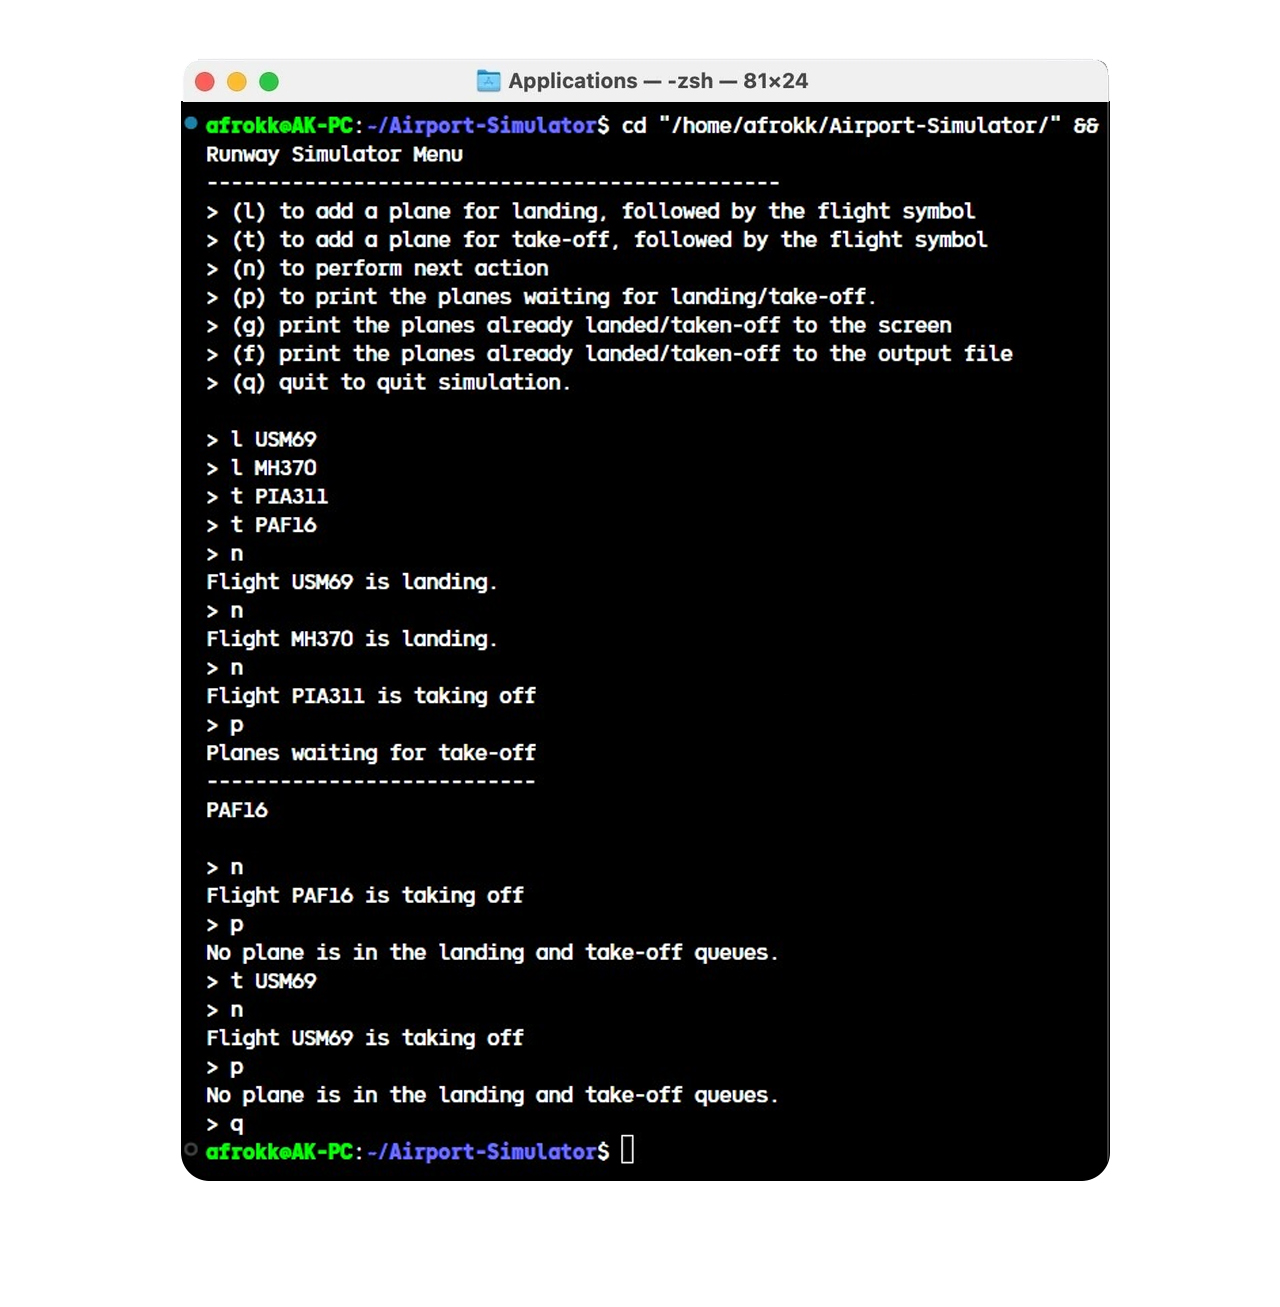 Applications — -zsh — 81×24
afrokk@AK-PC:~/Airport-Simulator$ cd "/home/afrokk/Airport-Simulator/" &&
Runway Simulator Menu
-----------------------------------------------
> (l) to add a plane for landing, followed by the flight symbol
> (t) to add a plane for take-off, followed by the flight symbol
> (n) to perform next action
> (p) to print the planes waiting for landing/take-off.
> (g) print the planes already landed/taken-off to the screen
> (f) print the planes already landed/taken-off to the output file
> (q) quit to quit simulation.
> l USM69
> l MH370
> t PIA311
> t PAF16
> n
Flight USM69 is landing.
> n
Flight MH370 is landing.
> n
Flight PIA311 is taking off
> p
Planes waiting for take-off
---------------------------
PAF16
> n
Flight PAF16 is taking off
> p
No plane is in the landing and take-off queues.
> t USM69
> n
Flight USM69 is taking off
> p
No plane is in the landing and take-off queues.
> q
afrokk@AK-PC:~/Airport-Simulator$